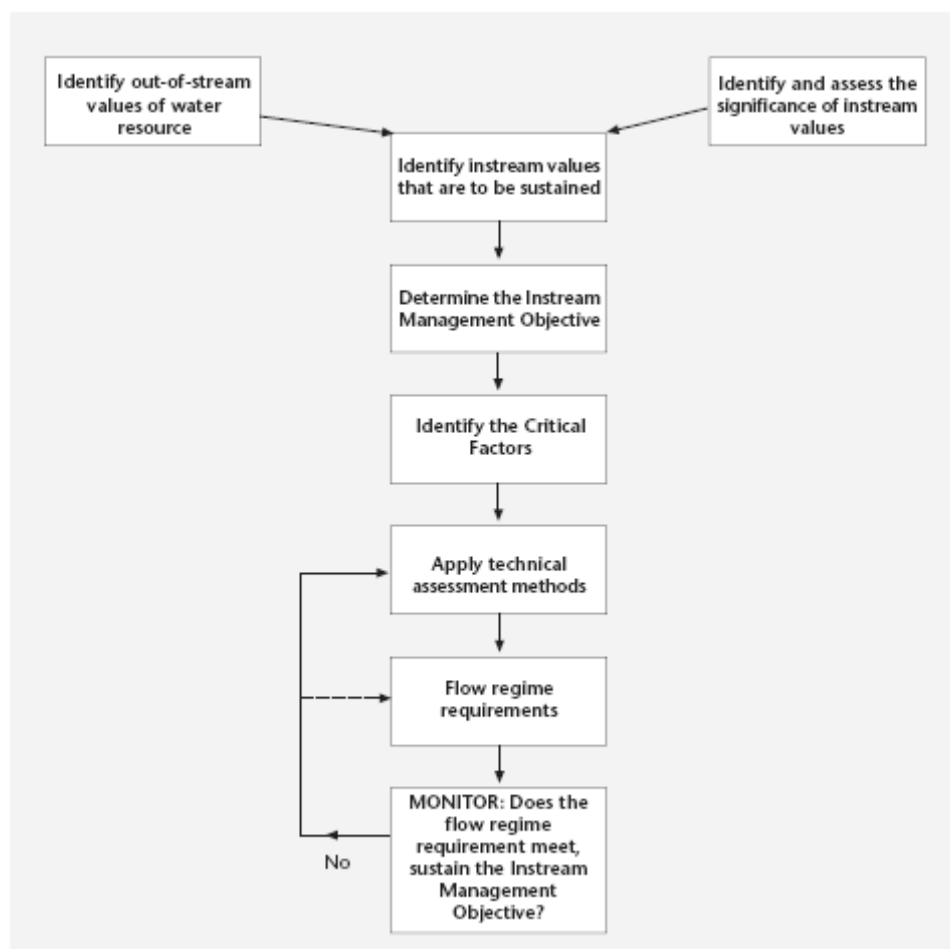 Identify out-of-stream
values of water
resource
Identify and assess the
significance of instream
values
Identify instream values
that are to be sustained
Determine the Instream
Management Objective
Identify the Critical
Factors
Apply technical
assessment methods
Flow regime
requirements
MONITOR: Does the
flow regime
requirement meet,
sustain the Instream
Management
Objective?
No